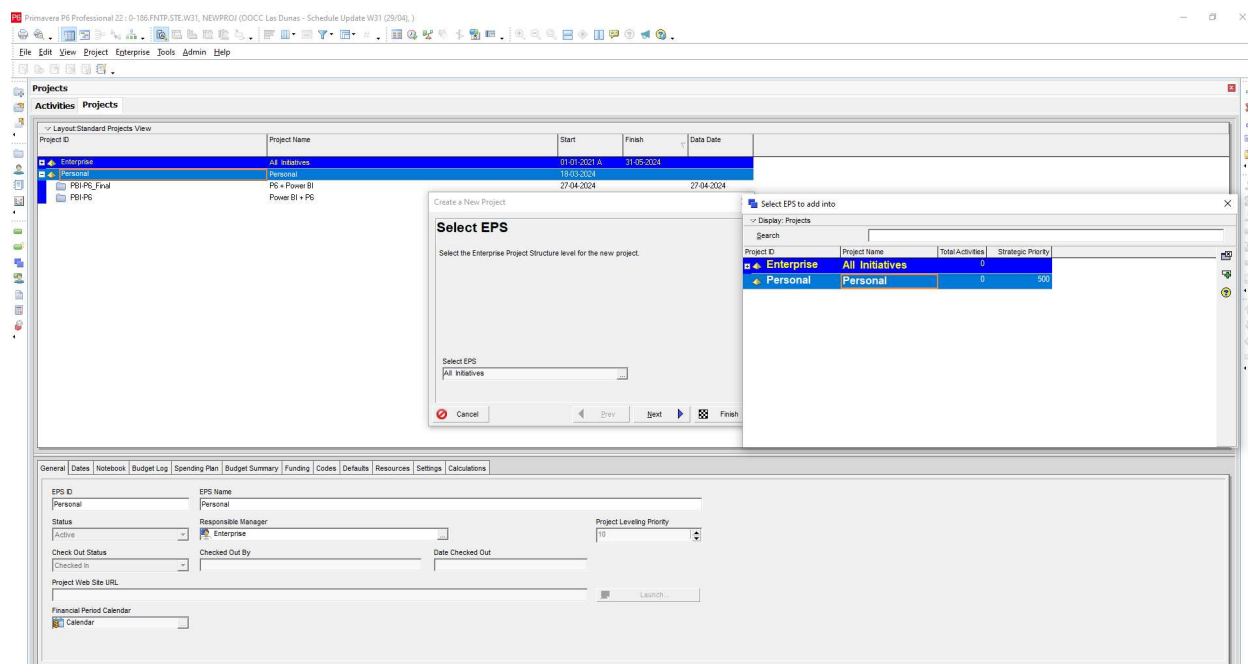 P6 Primavera P6 Professional 22 : 0-186.FNTP.STE.W31, NEWPROJ (OOCC Las Dunas - Schedule Update W31 (29/04), )
File Edit View Project Enterprise Tools Admin Help
Projects
Activities Projects
Layout:Standard Projects View
Project ID Project Name Start Finish Data Date
Enterprise All Initiatives 01-01-2021 A 31-05-2024
Personal Personal 18-03-2024
PBI-P6_Final P6 + Power BI 27-04-2024 27-04-2024
PBI-P6 Power BI + P6
Create a New Project
Select EPS
Select the Enterprise Project Structure level for the new project.
Select EPS
All Initiatives ...
Cancel Prev Next Finish
Select EPS to add into
Display: Projects
Search
Project ID Project Name Total Activities Strategic Priority
Enterprise All Initiatives 0
Personal Personal 0 500
General Dates Notebook Budget Log Spending Plan Budget Summary Funding Codes Defaults Resources Settings Calculations
EPS ID EPS Name
Personal Personal
Status Responsible Manager Project Leveling Priority
Active Enterprise ... 10
Check Out Status Checked Out By Date Checked Out
Checked In
Project Web Site URL
Launch...
Financial Period Calendar
Calendar ...